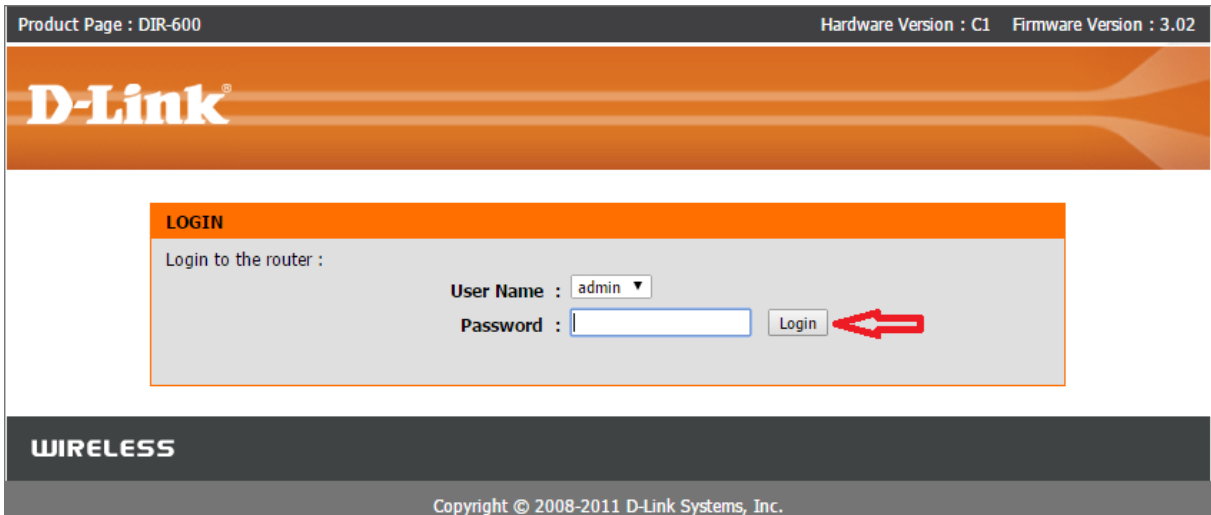 Product Page : DIR-600 Hardware Version : C1 Firmware Version : 3.02
D-Link®
LOGIN
Login to the router :
User Name : admin
Password : Login
WIRELESS
Copyright © 2008-2011 D-Link Systems, Inc.